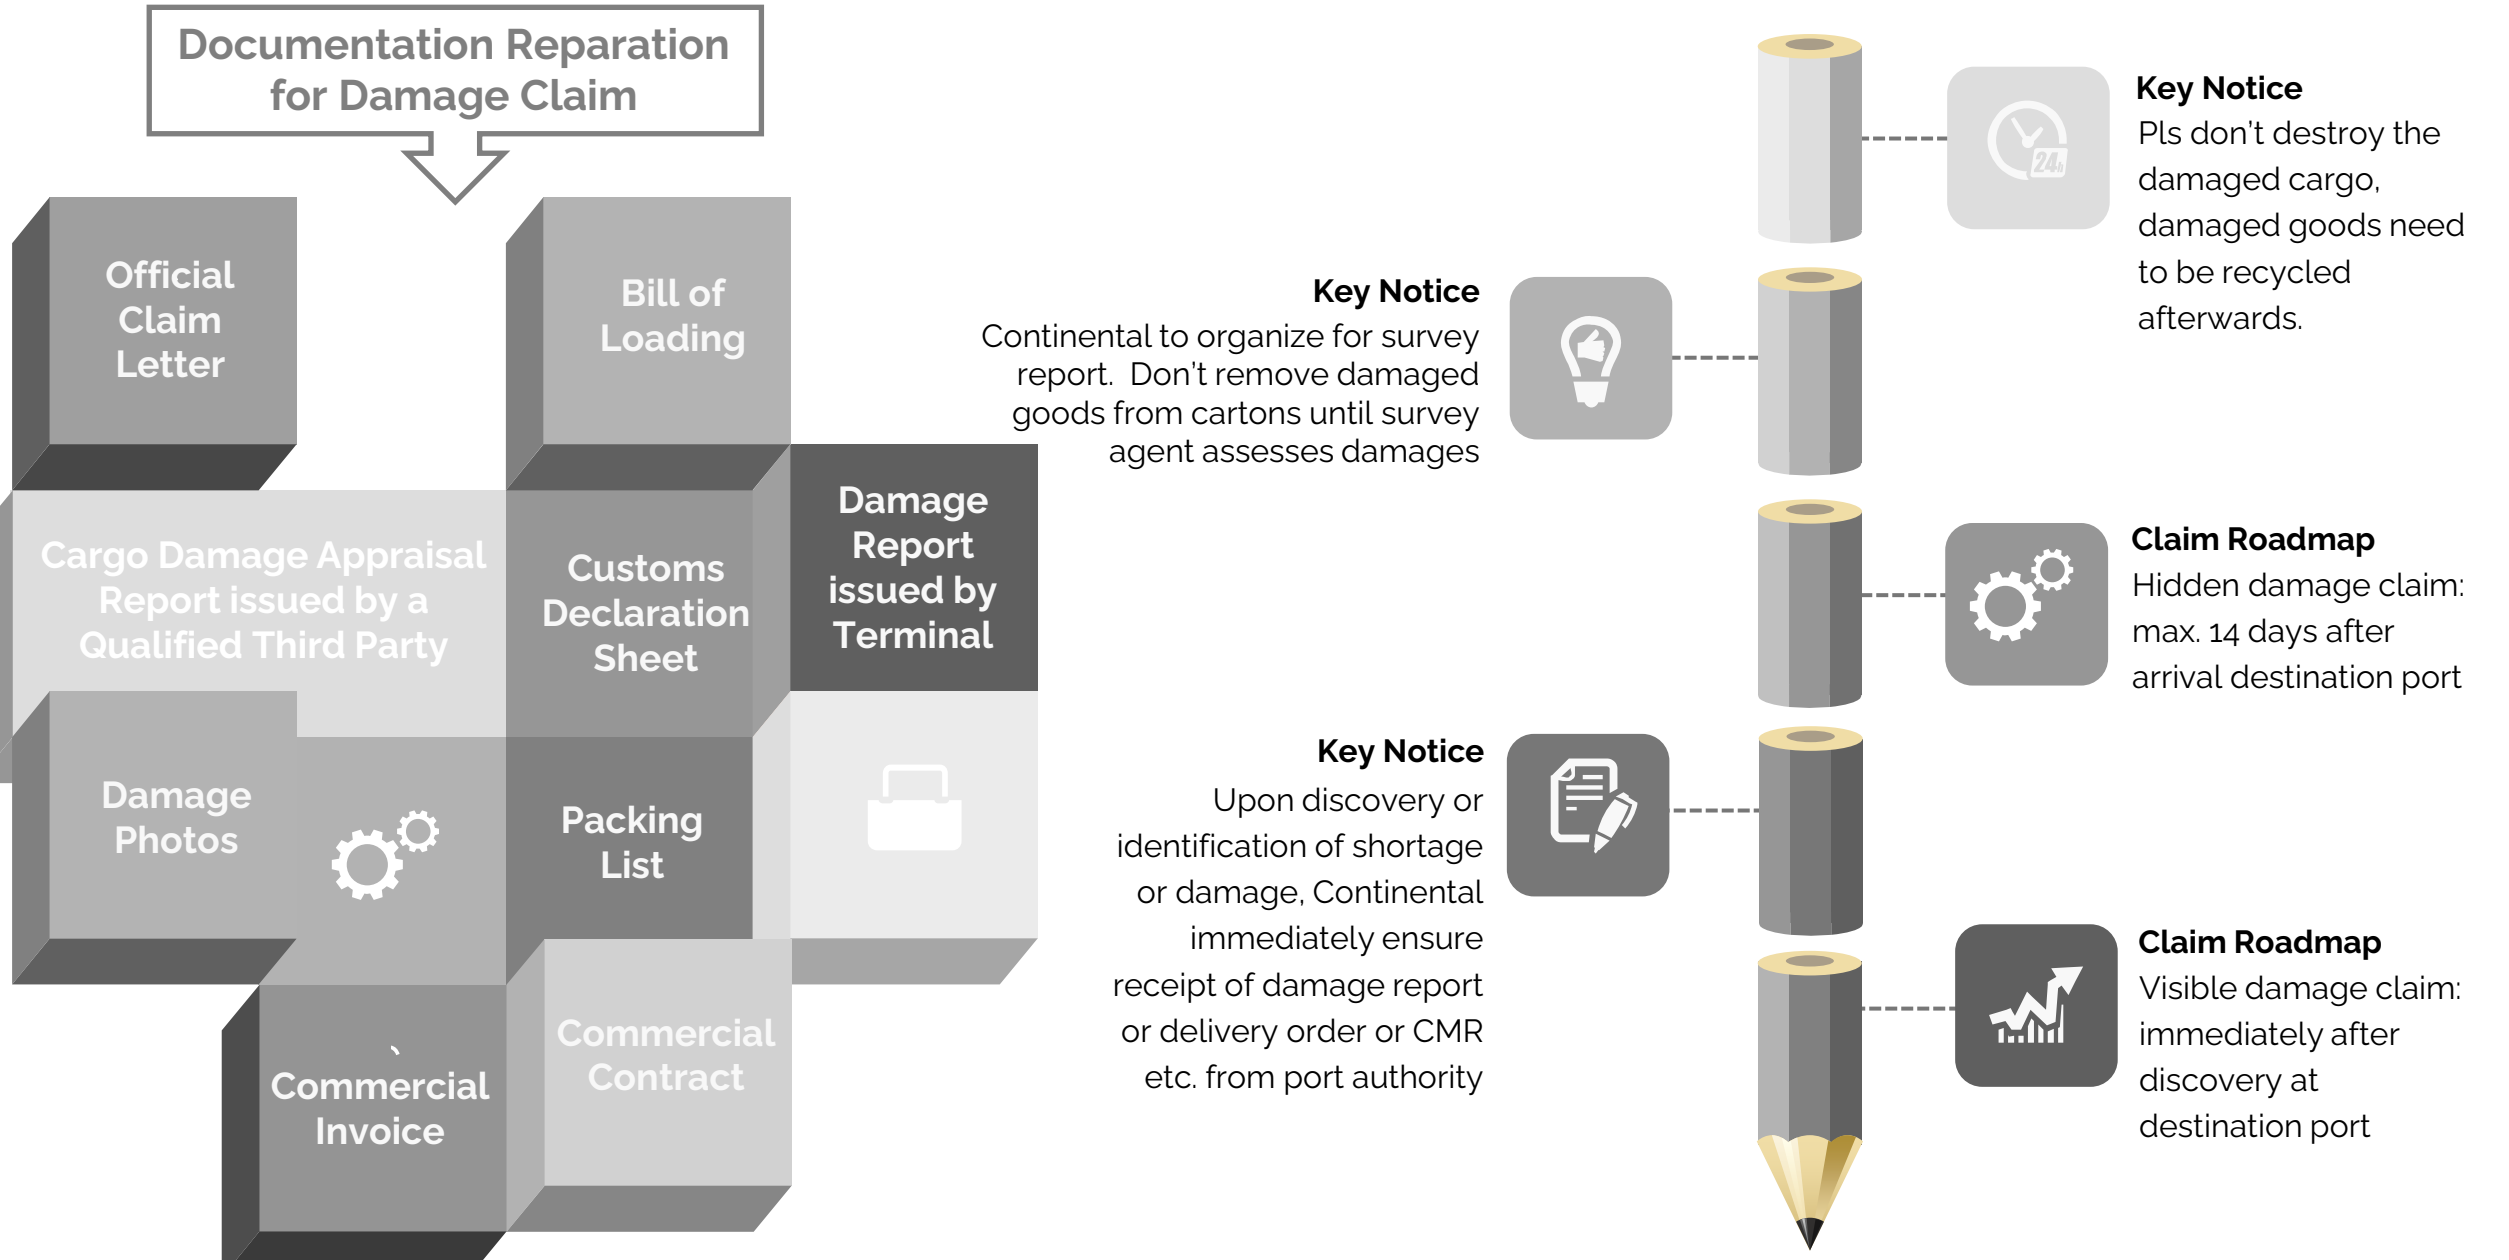 Documentation Reparation
for Damage Claim
Official
Claim
Letter
Bill of
Loading
Cargo Damage Appraisal
Report issued by a
Qualified Third Party
Customs
Declaration
Sheet
Damage
Report
issued by
Terminal
Damage
Photos
Packing
List
Commercial
Invoice
Commercial
Contract
Key Notice
Pls don't destroy the
damaged cargo,
damaged goods need
to be recycled
afterwards.
24h
Key Notice
Continental to organize for survey
report.  Don't remove damaged
goods from cartons until survey
agent assesses damages
Claim Roadmap
Hidden damage claim:
max. 14 days after
arrival destination port
Key Notice
Upon discovery or
identification of shortage
or damage, Continental
immediately ensure
receipt of damage report
or delivery order or CMR
etc. from port authority
Claim Roadmap
Visible damage claim:
immediately after
discovery at
destination port